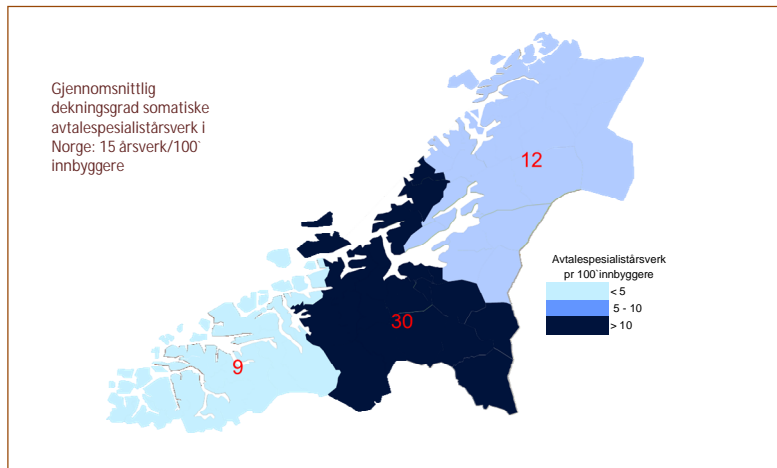 Gjennomsnittlig
dekningsgrad somatiske
avtalespesialistårsverk i
Norge: 15 årsverk/100`
innbyggere
12
Avtalespesialistårsverk
pr 100`innbyggere
< 5
5 - 10
> 10
30
9